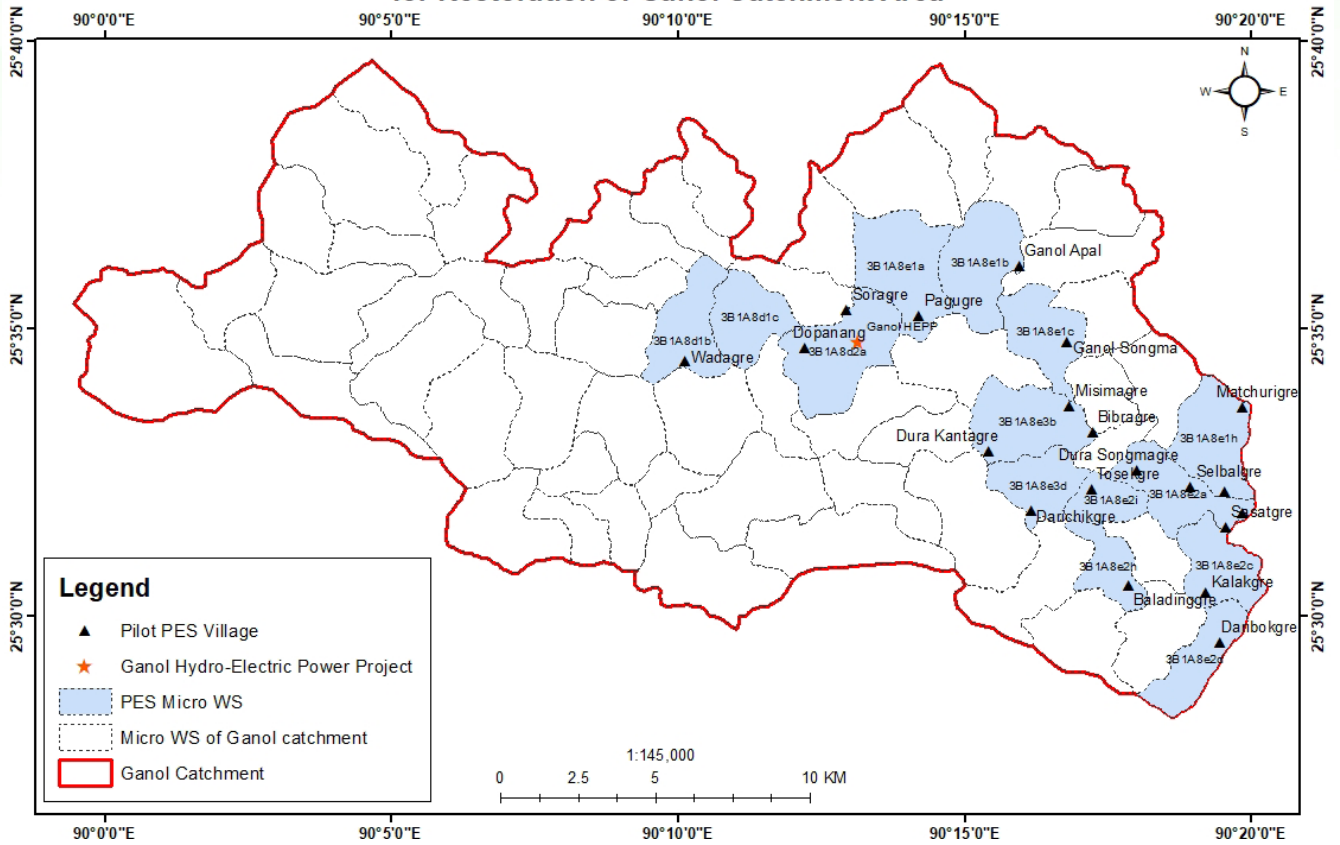 90°0'0"E 90°5'0"E 90°10'0"E 90°15'0"E 90°20'0"E
25°40'0"N
25°40'0"N
N
W E
S
Ganol Apal
3B1A8e1a
3B1A8e1b
Soragre
Pagugre
3B1A8d1c
Ganol HEPP
3B1A8e1c
25°35'0"N
25°35'0"N
3B1A8d1b
Dopanang
3B1A8d2a
Wadagre
Ganol Songma
Misimagre
Matchurigre
Bibragre
3B1A8e3b
Dura Kantagre
3B1A8e1h
Dura Songmagre
Selbalgre
3B1A8e3d
3B1A8e2i
3B1A8e2a
Sasatgre
Darichikgre
3B1A8e2h
3B1A8e2c
Kalakgre
Baladinggre
25°30'0"N
25°30'0"N
Daribokgre
3B1A8e2d
Legend
Pilot PES Village
Ganol Hydro-Electric Power Project
PES Micro WS
Micro WS of Ganol catchment
Ganol Catchment
1:145,000
0 2.5 5 10 KM
90°0'0"E 90°5'0"E 90°10'0"E 90°15'0"E 90°20'0"E